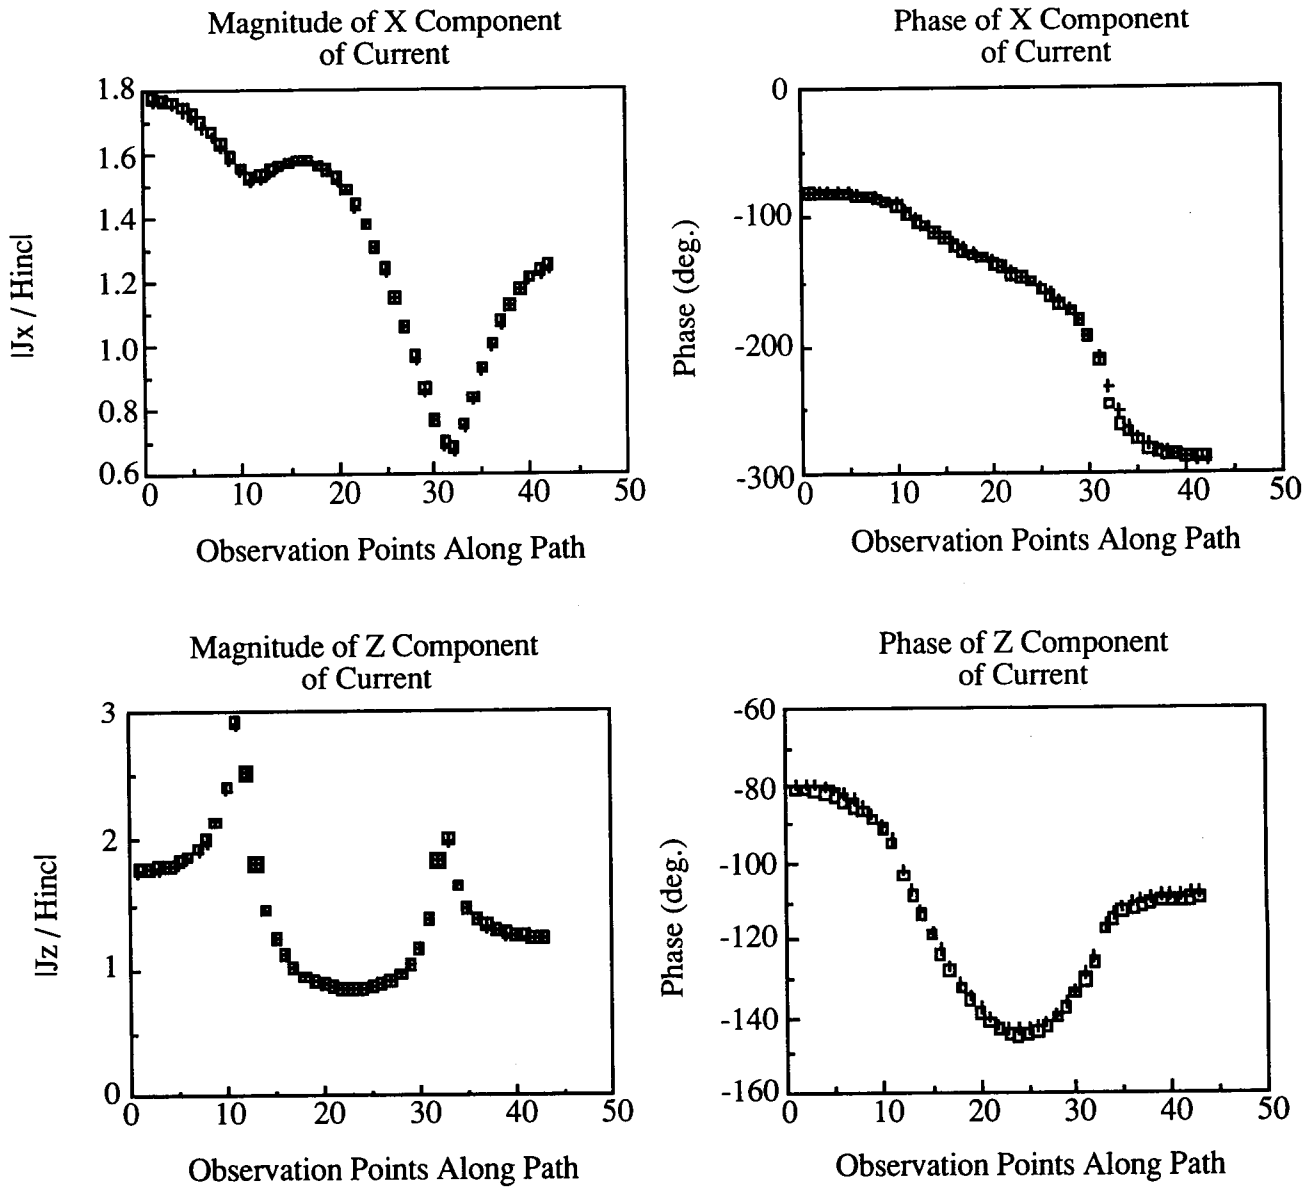 Magnitude of X Component
of Current
1.8
1.6
1.4
1.2
1.0
0.8
0.6
|Jx / Hinc|
0 10 20 30 40 50
Observation Points Along Path
Phase of X Component
of Current
0
-100
-200
-300
Phase (deg.)
0 10 20 30 40 50
Observation Points Along Path
Magnitude of Z Component
of Current
3
2
1
0
|Jz / Hinc|
0 10 20 30 40 50
Observation Points Along Path
Phase of Z Component
of Current
-60
-80
-100
-120
-140
-160
Phase (deg.)
0 10 20 30 40 50
Observation Points Along Path